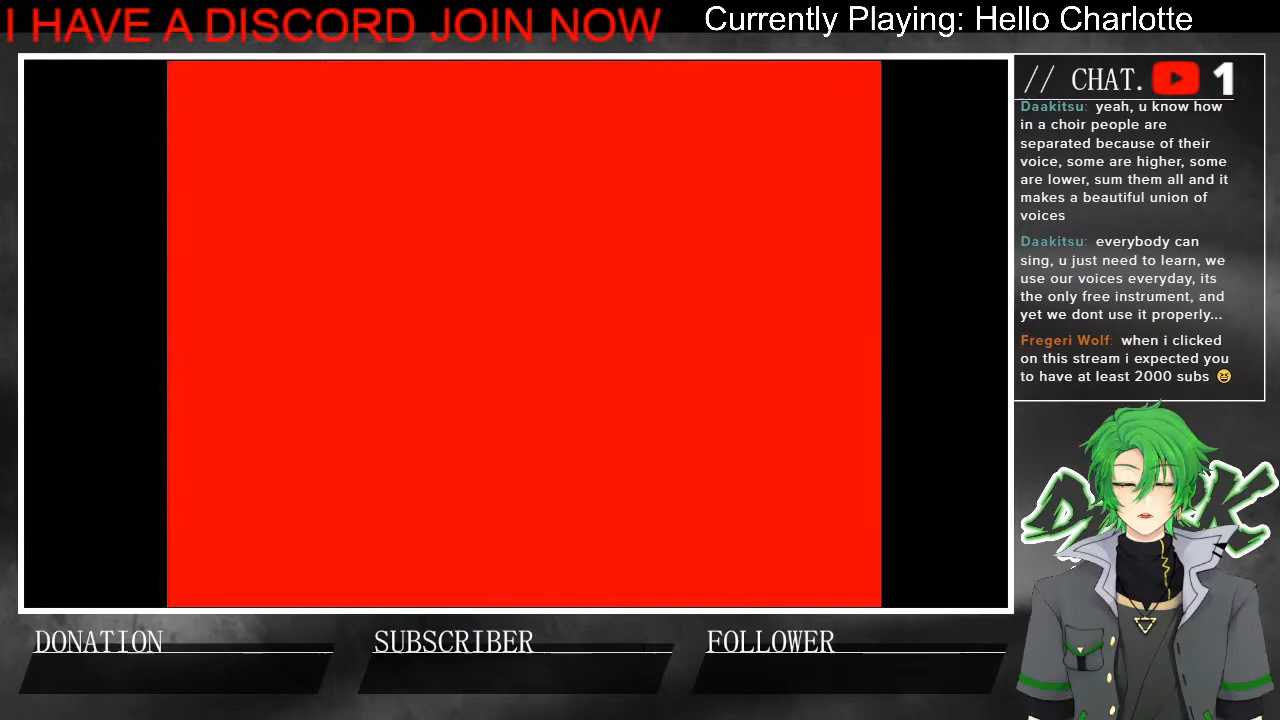 I HAVE A DISCORD JOIN NOW
Currently Playing: Hello Charlotte
// CHAT. 1
Daakitsu: yeah, u know how
in a choir people are
separated because of their
voice, some are higher, some
are lower, sum them all and it
makes a beautiful union of
voices
Daakitsu: everybody can
sing, u just need to learn, we
use our voices everyday, its
the only free instrument, and
yet we dont use it properly...
Fregeri Wolf: when i clicked
on this stream i expected you
to have at least 2000 subs 😆
DONATION
SUBSCRIBER
FOLLOWER